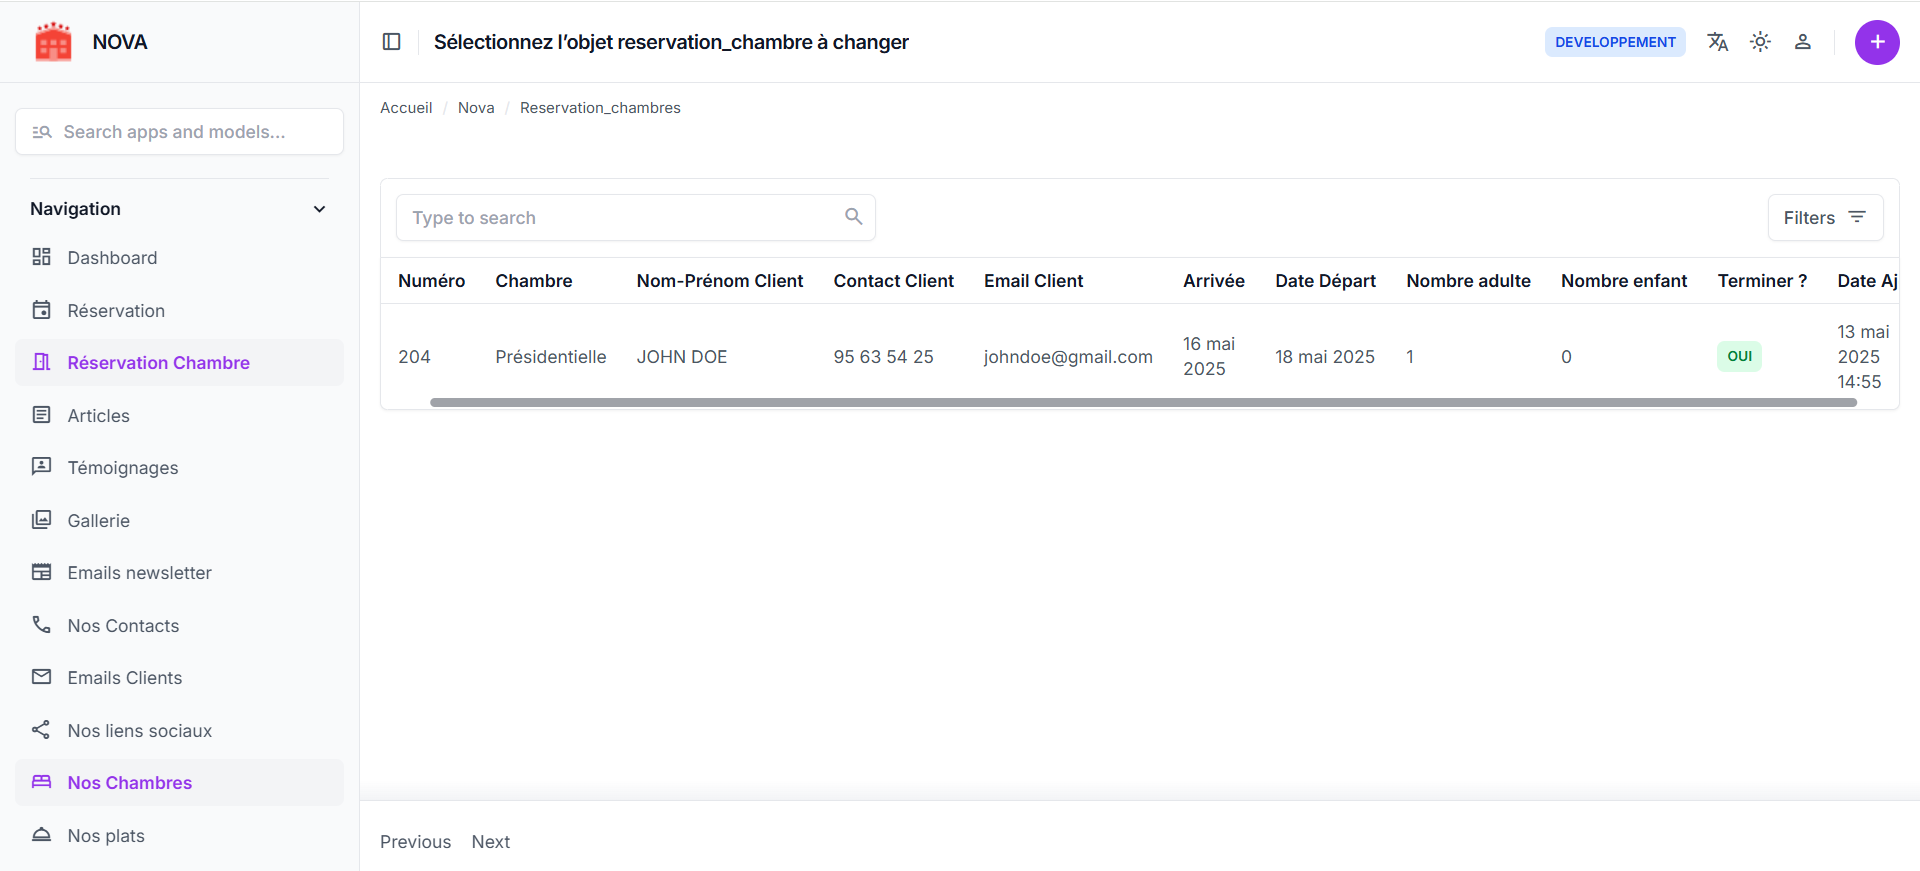 NOVA
Sélectionnez l’objet reservation_chambre à changer
DEVELOPPEMENT
Accueil / Nova / Reservation_chambres
Search apps and models...
Navigation
Dashboard
Réservation
Réservation Chambre
Articles
Témoignages
Gallerie
Emails newsletter
Nos Contacts
Emails Clients
Nos liens sociaux
Nos Chambres
Nos plats
Type to search
Filters
Numéro Chambre Nom-Prénom Client Contact Client Email Client Arrivée Date Départ Nombre adulte Nombre enfant Terminer ? Date Aj
204 Présidentielle JOHN DOE 95 63 54 25 johndoe@gmail.com 16 mai 2025 18 mai 2025 1 0 OUI 13 mai 2025 14:55
Previous Next